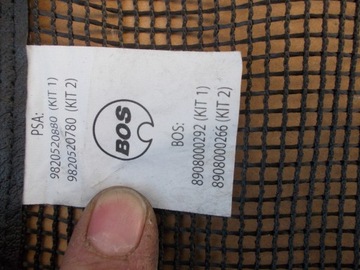 PSA:
9820520880 (KIT 1)
9820520780 (KIT 2)
BOS
BOS:
8908000292 (KIT 1)
8908000266 (KIT 2)